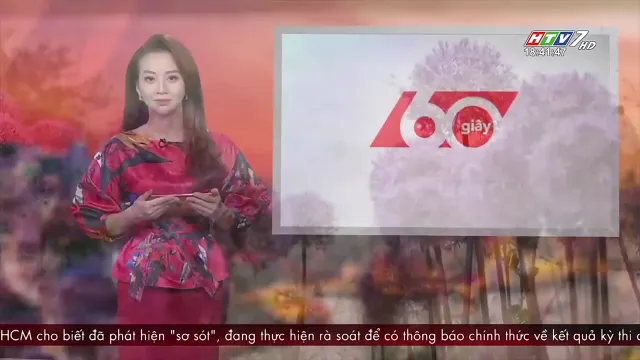 HTV7 HD
18:41:47
60 giây
HCM cho biết đã phát hiện "sơ sót", đang thực hiện rà soát để có thông báo chính thức về kết quả kỳ thi